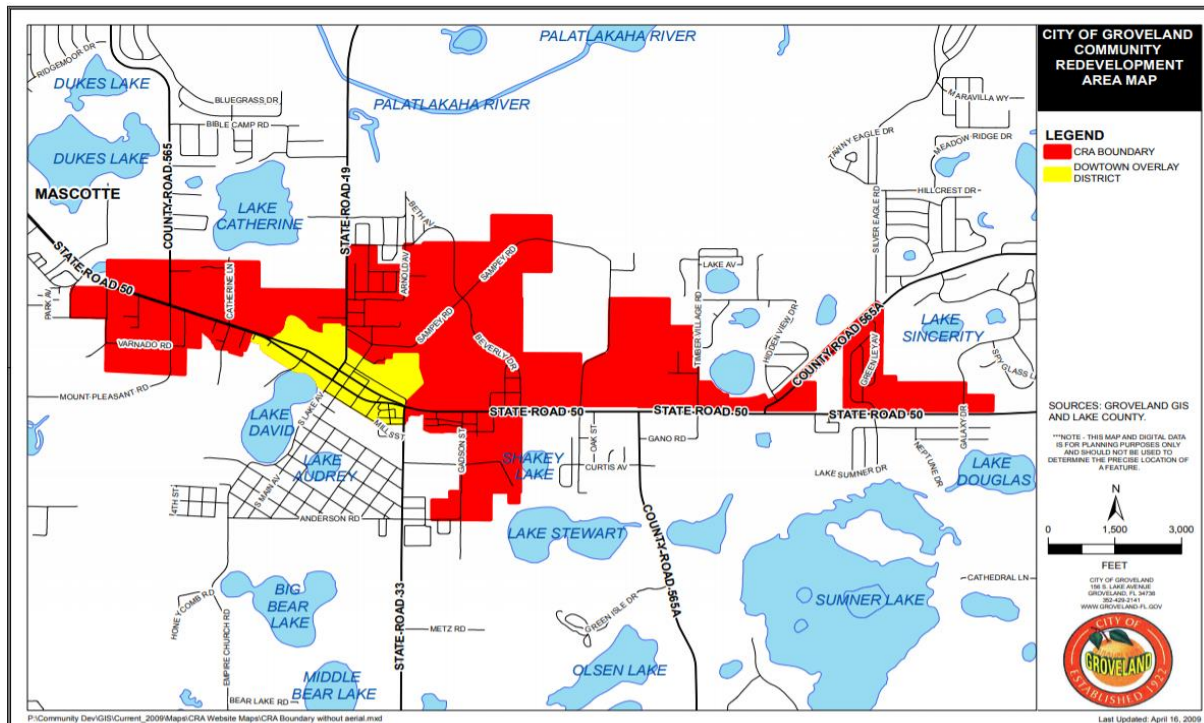 CITY OF GROVELAND
COMMUNITY
REDEVELOPMENT
AREA MAP
LEGEND
CRA BOUNDARY
DOWTOWN OVERLAY
DISTRICT
PALATLAKAHA RIVER
PALATLAKAHA RIVER
RIDGEMOOR DR
DUKES LAKE
BLUEGRASS DR
BIBLE CAMP RD
DUKES LAKE
MASCOTTE
COUNTY ROAD 565
LAKE
CATHERINE
STATE ROAD 19
BETH AV
MARAVILLA WY
TAWNY EAGLE DR
MEADOW RIDGE DR
HILLCREST DR
SILVER EAGLE RD
STATE ROAD 50
PARK AV
CATHERINE LN
ARNOLD AV
SAMPEY RD
SAMPEY RD
BEVERLY DR
LAKE AV
TIMBER VILLAGE RD
HIDDEN VIEW DR
COUNTY ROAD 565A
GREENLEY AV
LAKE
SINCERITY
SPY GLASS L
VARNADO RD
MOUNT PLEASANT RD
LAKE
DAVID
S LAKE AV
MELS ST
STATE ROAD 50
STATE ROAD 50
STATE ROAD 50
GADSON ST
OAK ST
GANO RD
CURTIS AV
SHAKEY
LAKE
LAKE
AUDREY
S MAIN AV
4TH ST
ANDERSON RD
LAKE SUMNER DR
NEPTUNE DR
GALAXY DR
LAKE
DOUGLAS
LAKE STEWART
COUNTY ROAD 565A
STATE ROAD 33
BIG
BEAR
LAKE
HONEYCOMB RD
EMPIRE CHURCH RD
METZ RD
GREEN ISLE DR
SUMNER LAKE
CATHEDRAL LN
OLSEN LAKE
MIDDLE
BEAR LAKE
BEAR LAKE RD
SOURCES: GROVELAND GIS
AND LAKE COUNTY.
***NOTE - THIS MAP AND DIGITAL DATA
IS FOR PLANNING PURPOSES ONLY
AND SHOULD NOT BE USED TO
DETERMINE THE PRECISE LOCATION OF
A FEATURE.
N
0 1,500 3,000
FEET
CITY OF GROVELAND
156 S. LAKE AVENUE
GROVELAND, FL 34736
352-429-2141
WWW.GROVELAND-FL.GOV
CITY OF
GROVELAND
ESTABLISHED 1922
P:\Community Dev\GIS\Current_2009\Maps\CRA Website Maps\CRA Boundary without aerial.mxd
Last Updated: April 16, 2009